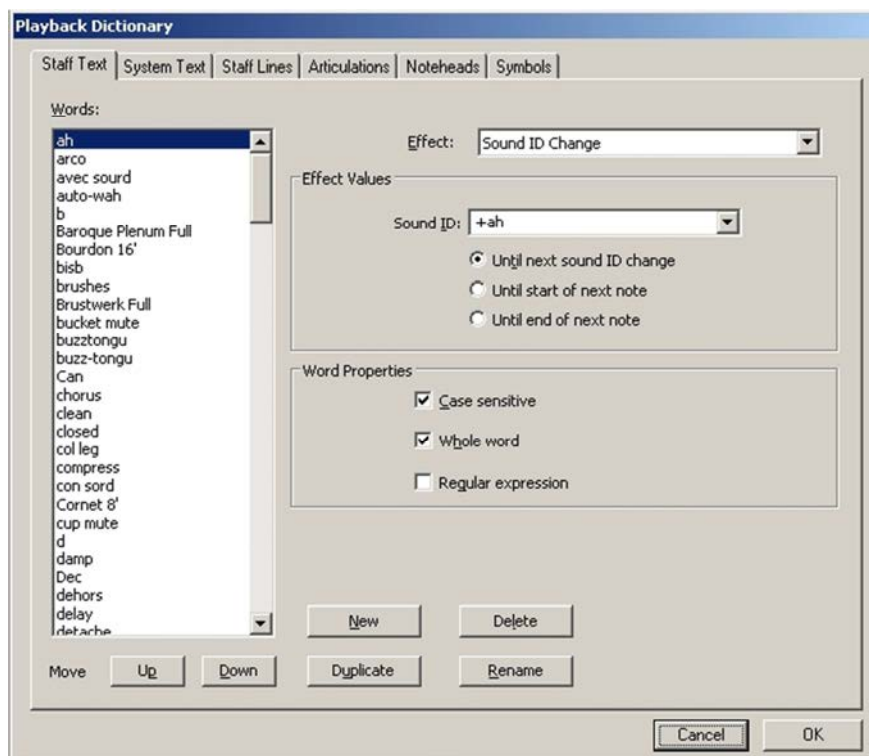 Playback Dictionary
Staff Text
System Text
Staff Lines
Articulations
Noteheads
Symbols
Words:
ah
arco
avec sourd
auto-wah
b
Baroque Plenum Full
Bourdon 16'
bisb
brushes
Brustwerk Full
bucket mute
buzztongu
buzz-tongu
Can
chorus
clean
closed
col leg
compress
con sord
Cornet 8'
cup mute
d
damp
Dec
dehors
delay
detache
Effect:
Sound ID Change
Effect Values
Sound ID:
+ah
Until next sound ID change
Until start of next note
Until end of next note
Word Properties
Case sensitive
Whole word
Regular expression
New
Delete
Move
Up
Down
Duplicate
Rename
Cancel
OK